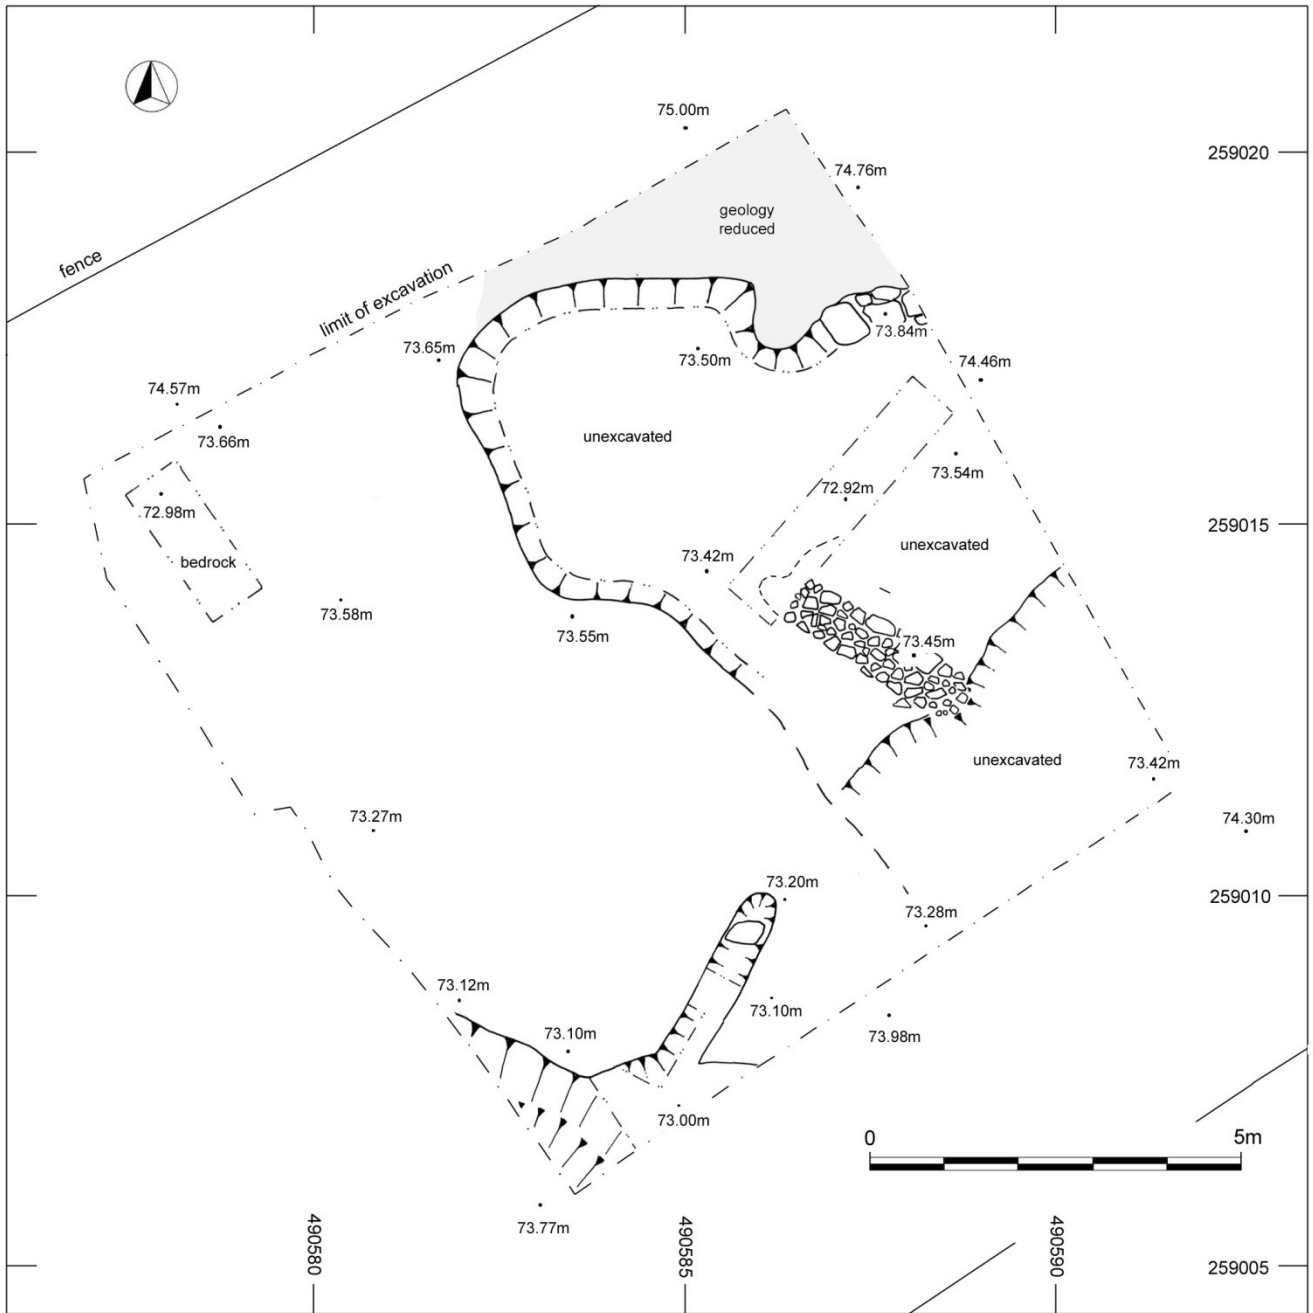 75.00m
259020
74.76m
geology
reduced
fence
limit of excavation
73.84m
73.65m
73.50m
74.46m
74.57m
73.66m
unexcavated
73.54m
72.92m
72.98m
259015
unexcavated
73.42m
bedrock
73.58m
73.55m
73.45m
unexcavated
73.42m
73.27m
74.30m
73.20m
259010
73.28m
73.12m
73.10m
73.10m
73.98m
73.00m
0 5m
73.77m
490580
490585
490590
259005